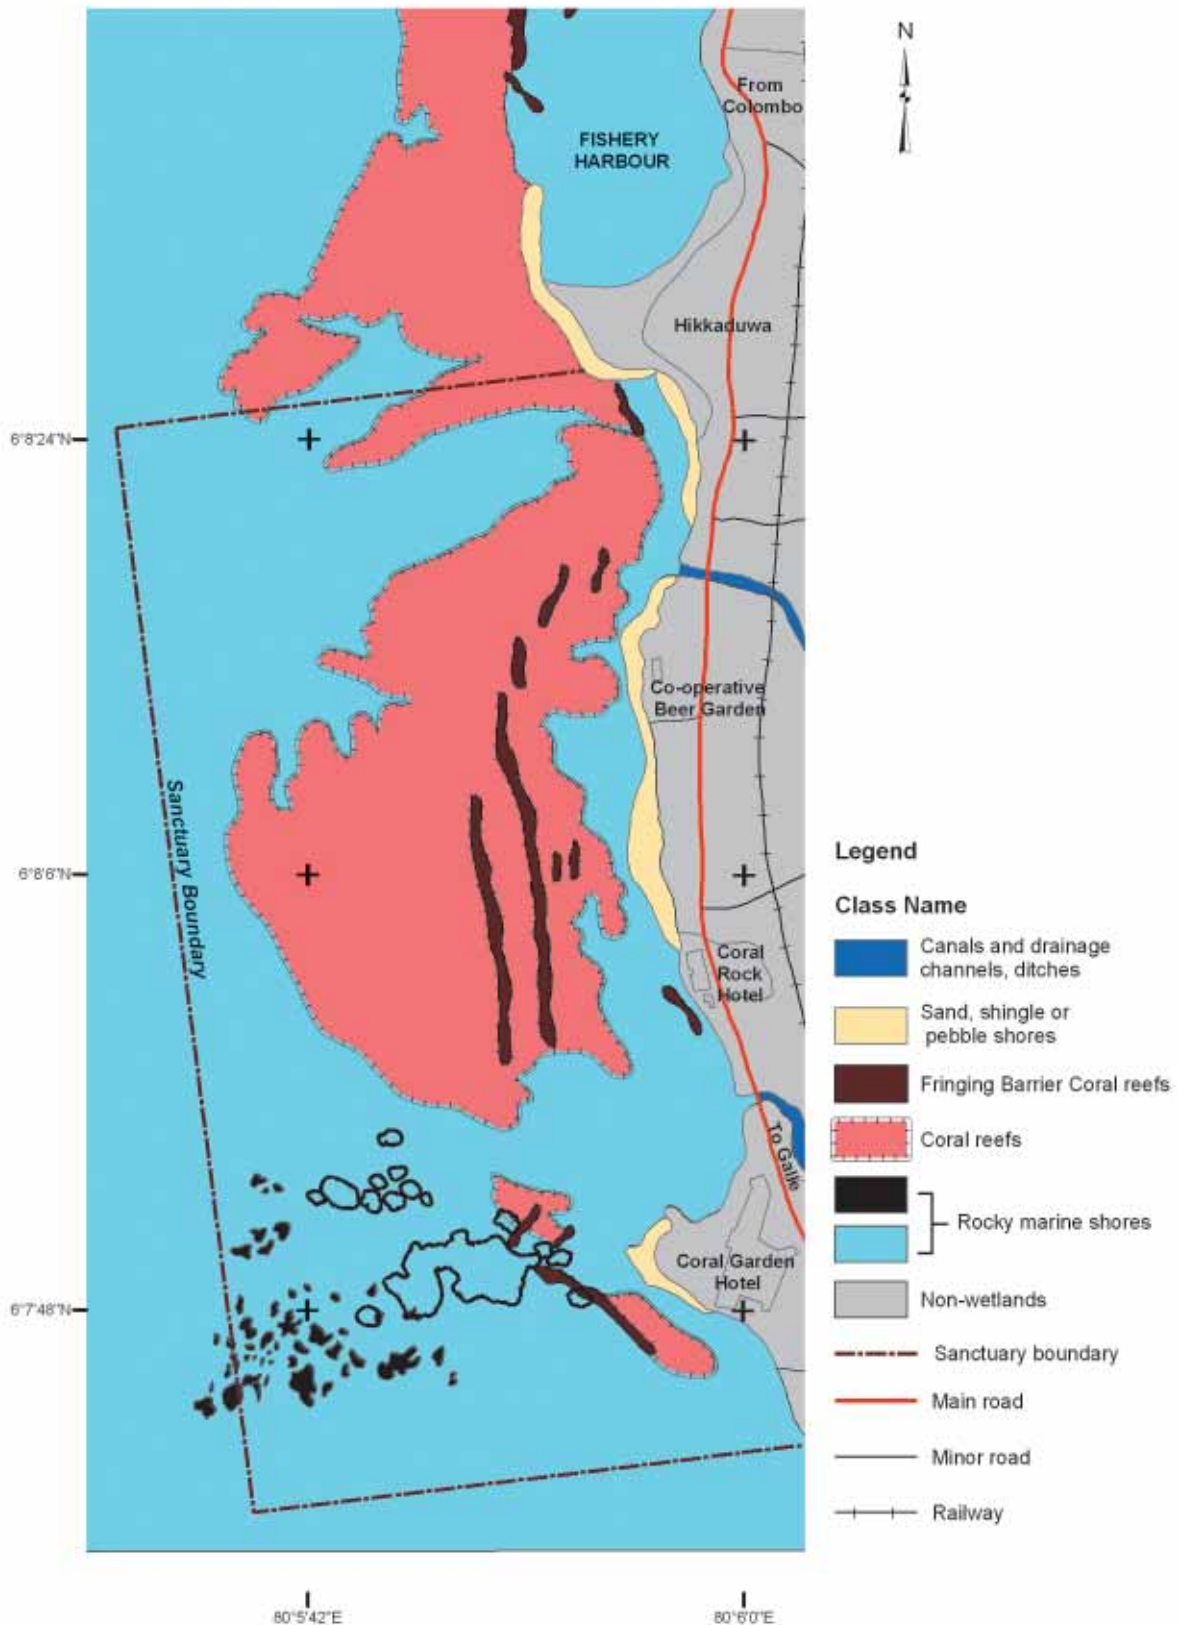 N
From
Colombo
FISHERY
HARBOUR
Hikkaduwa
6°8'24"N
Co-operative
Beer Garden
Sanctuary Boundary
6°8'6"N
Coral
Rock
Hotel
To Galle
Coral Garden
Hotel
6°7'48"N
80°5'42"E
80°6'0"E
Legend
Class Name
Canals and drainage
channels, ditches
Sand, shingle or
pebble shores
Fringing Barrier Coral reefs
Coral reefs
Rocky marine shores
Non-wetlands
Sanctuary boundary
Main road
Minor road
Railway